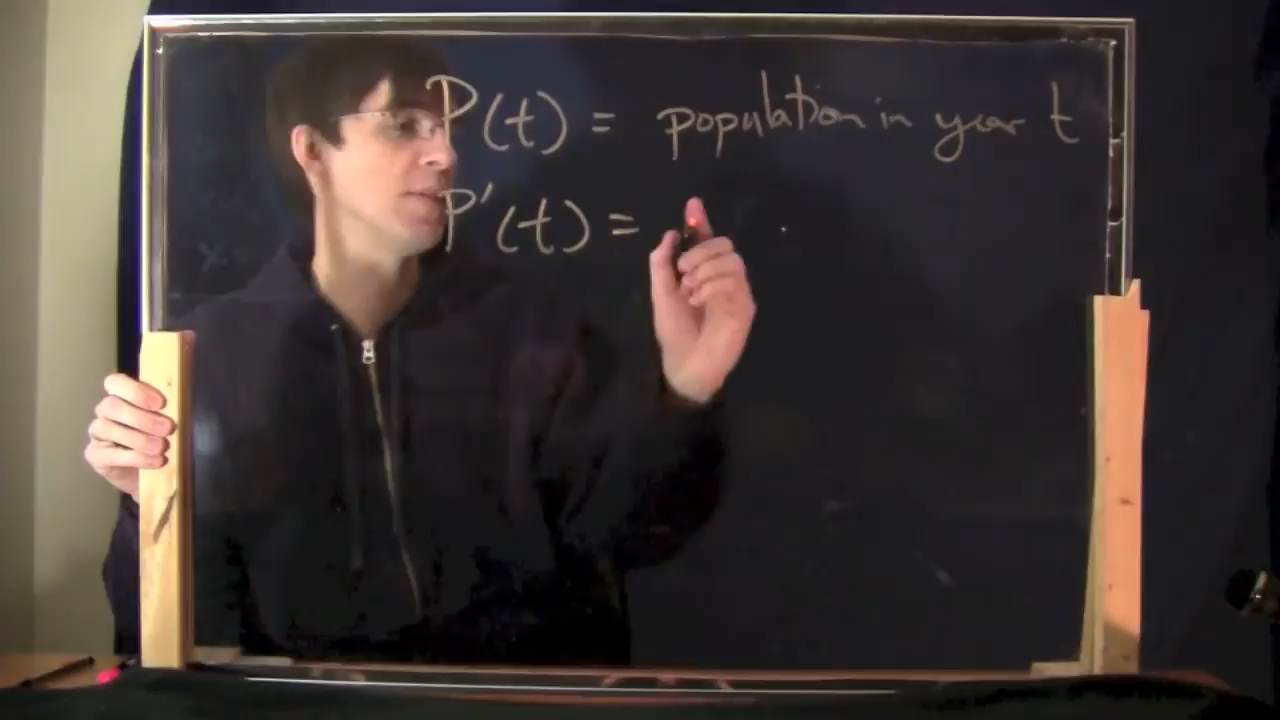 P(t) = population in year t
P'(t) =